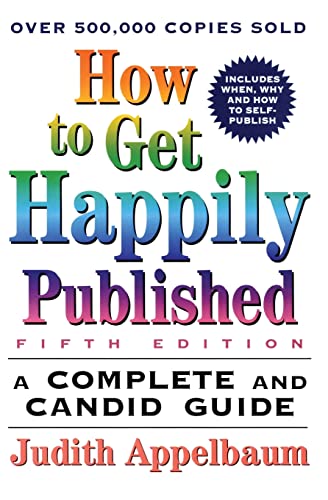 OVER 500,000 COPIES SOLD
How
to Get
Happily
Published
INCLUDES
WHEN, WHY
AND HOW
TO SELF-
PUBLISH
FIFTH EDITION
A COMPLETE AND
CANDID GUIDE
Judith Appelbaum